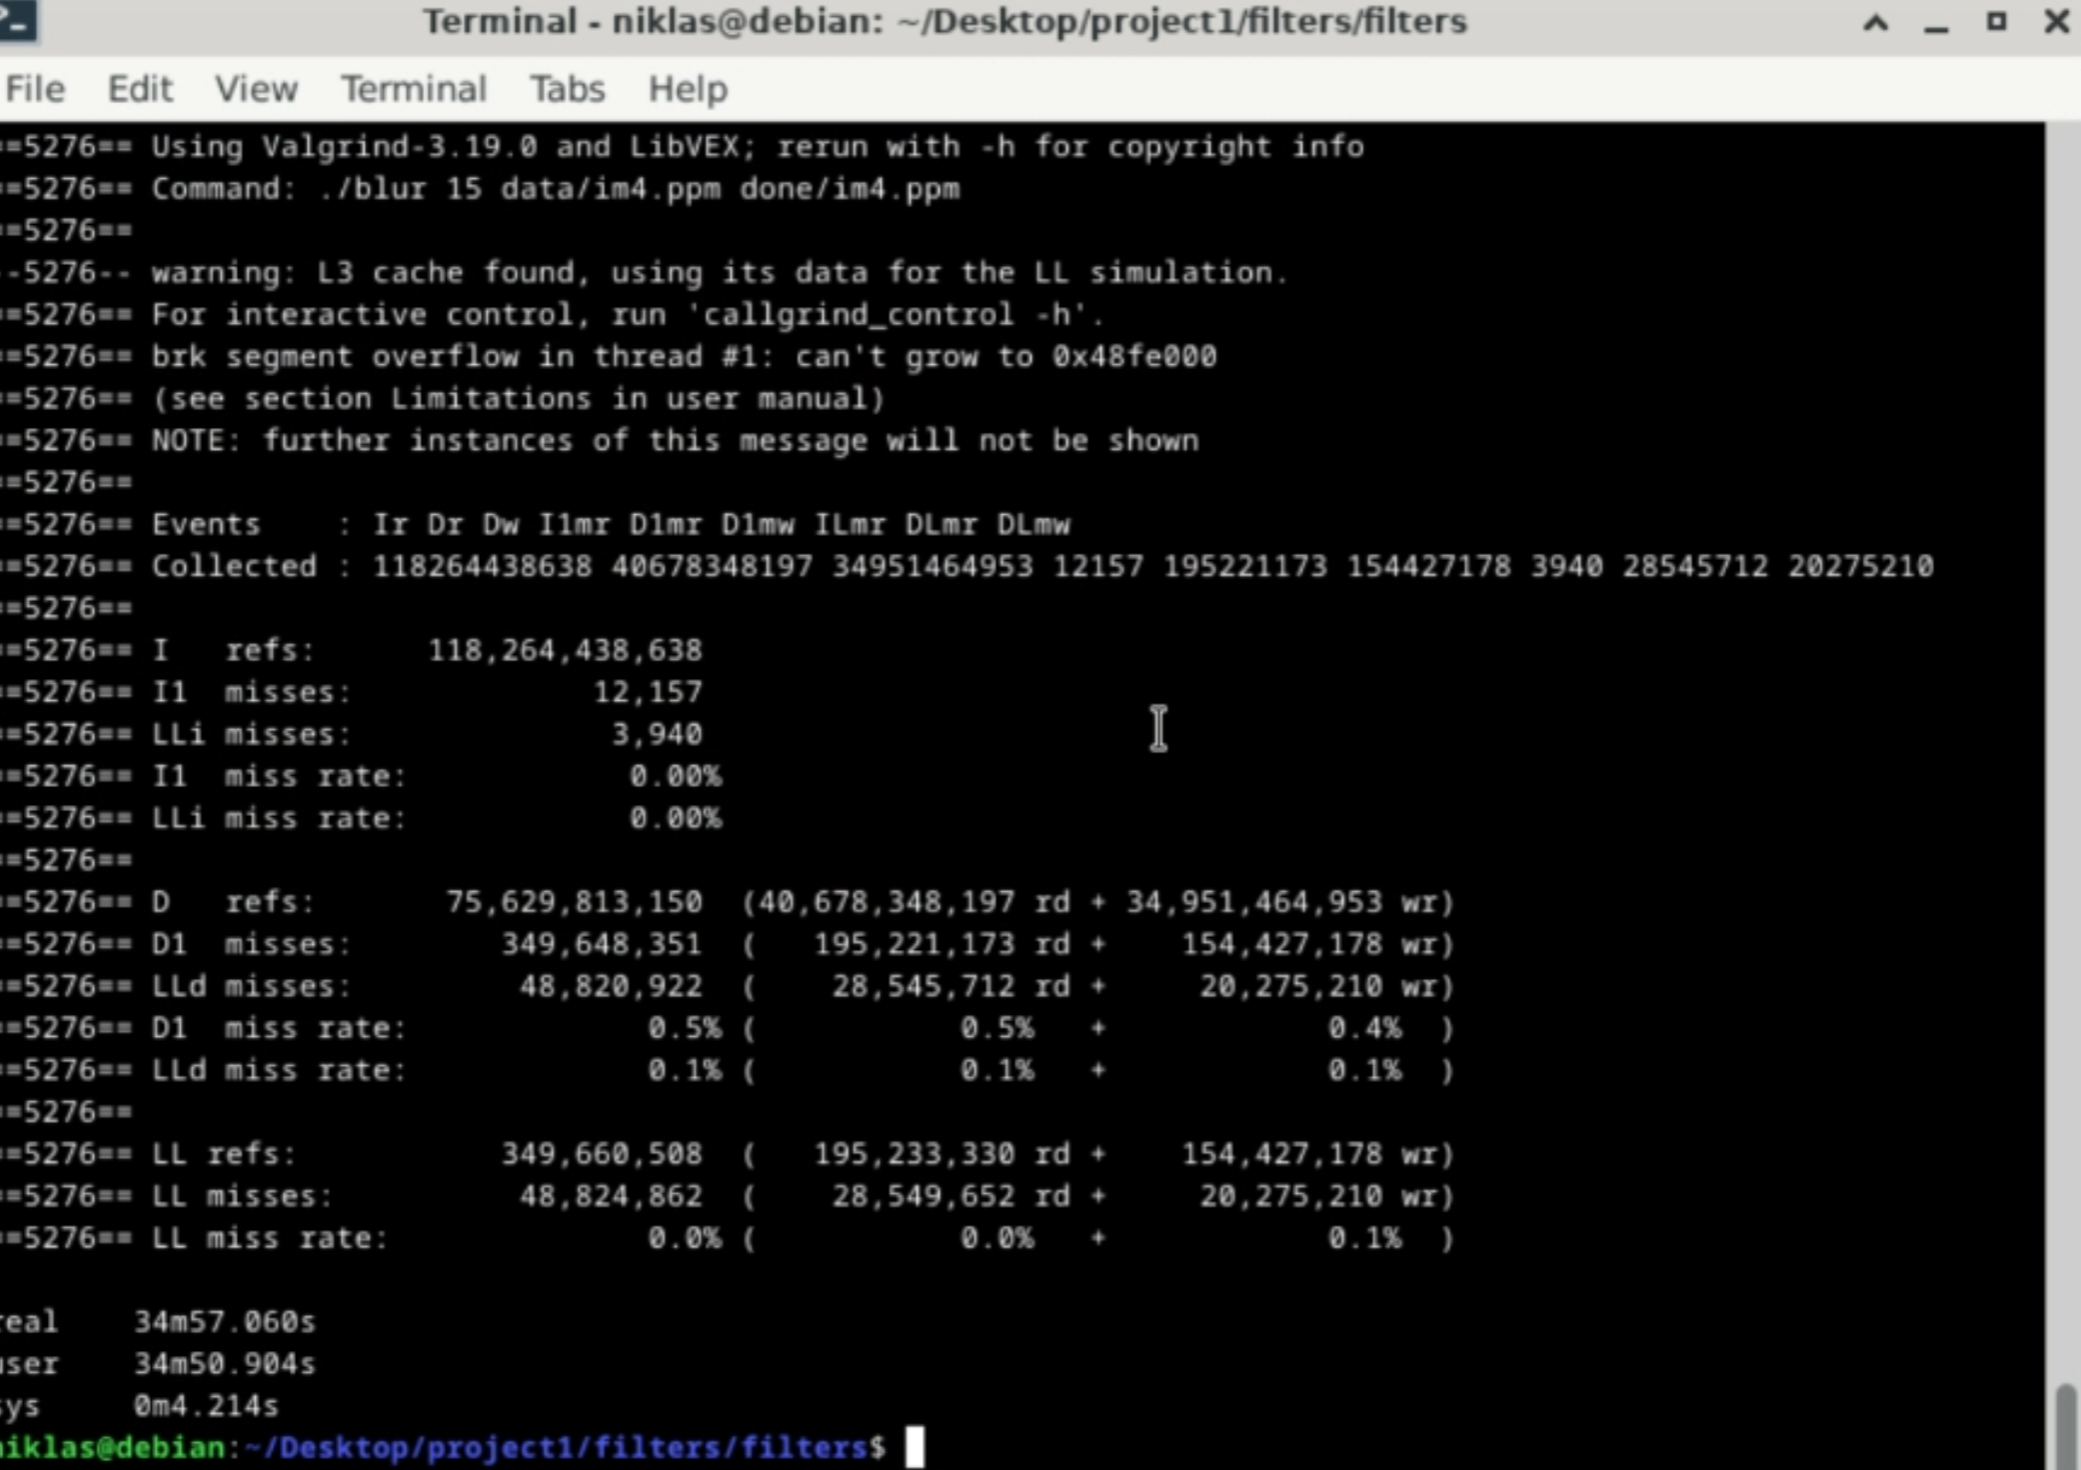 Terminal - niklas@debian: ~/Desktop/project1/filters/filters
File Edit View Terminal Tabs Help
==5276== Using Valgrind-3.19.0 and LibVEX; rerun with -h for copyright info
==5276== Command: ./blur 15 data/im4.ppm done/im4.ppm
==5276==
--5276-- warning: L3 cache found, using its data for the LL simulation.
==5276== For interactive control, run 'callgrind_control -h'.
==5276== brk segment overflow in thread #1: can't grow to 0x48fe000
==5276== (see section Limitations in user manual)
==5276== NOTE: further instances of this message will not be shown
==5276==
==5276== Events    : Ir Dr Dw I1mr D1mr D1mw ILmr DLmr DLmw
==5276== Collected : 118264438638 40678348197 34951464953 12157 195221173 154427178 3940 28545712 20275210
==5276==
==5276== I   refs:      118,264,438,638
==5276== I1  misses:             12,157
==5276== LLi misses:              3,940
==5276== I1  miss rate:            0.00%
==5276== LLi miss rate:            0.00%
==5276==
==5276== D   refs:       75,629,813,150  (40,678,348,197 rd + 34,951,464,953 wr)
==5276== D1  misses:        349,648,351  (   195,221,173 rd +    154,427,178 wr)
==5276== LLd misses:         48,820,922  (    28,545,712 rd +     20,275,210 wr)
==5276== D1  miss rate:             0.5% (           0.5%   +            0.4%  )
==5276== LLd miss rate:             0.1% (           0.1%   +            0.1%  )
==5276==
==5276== LL refs:           349,660,508  (   195,233,330 rd +    154,427,178 wr)
==5276== LL misses:          48,824,862  (    28,549,652 rd +     20,275,210 wr)
==5276== LL miss rate:              0.0% (           0.0%   +            0.1%  )
real    34m57.060s
user    34m50.904s
sys     0m4.214s
niklas@debian:~/Desktop/project1/filters/filters$